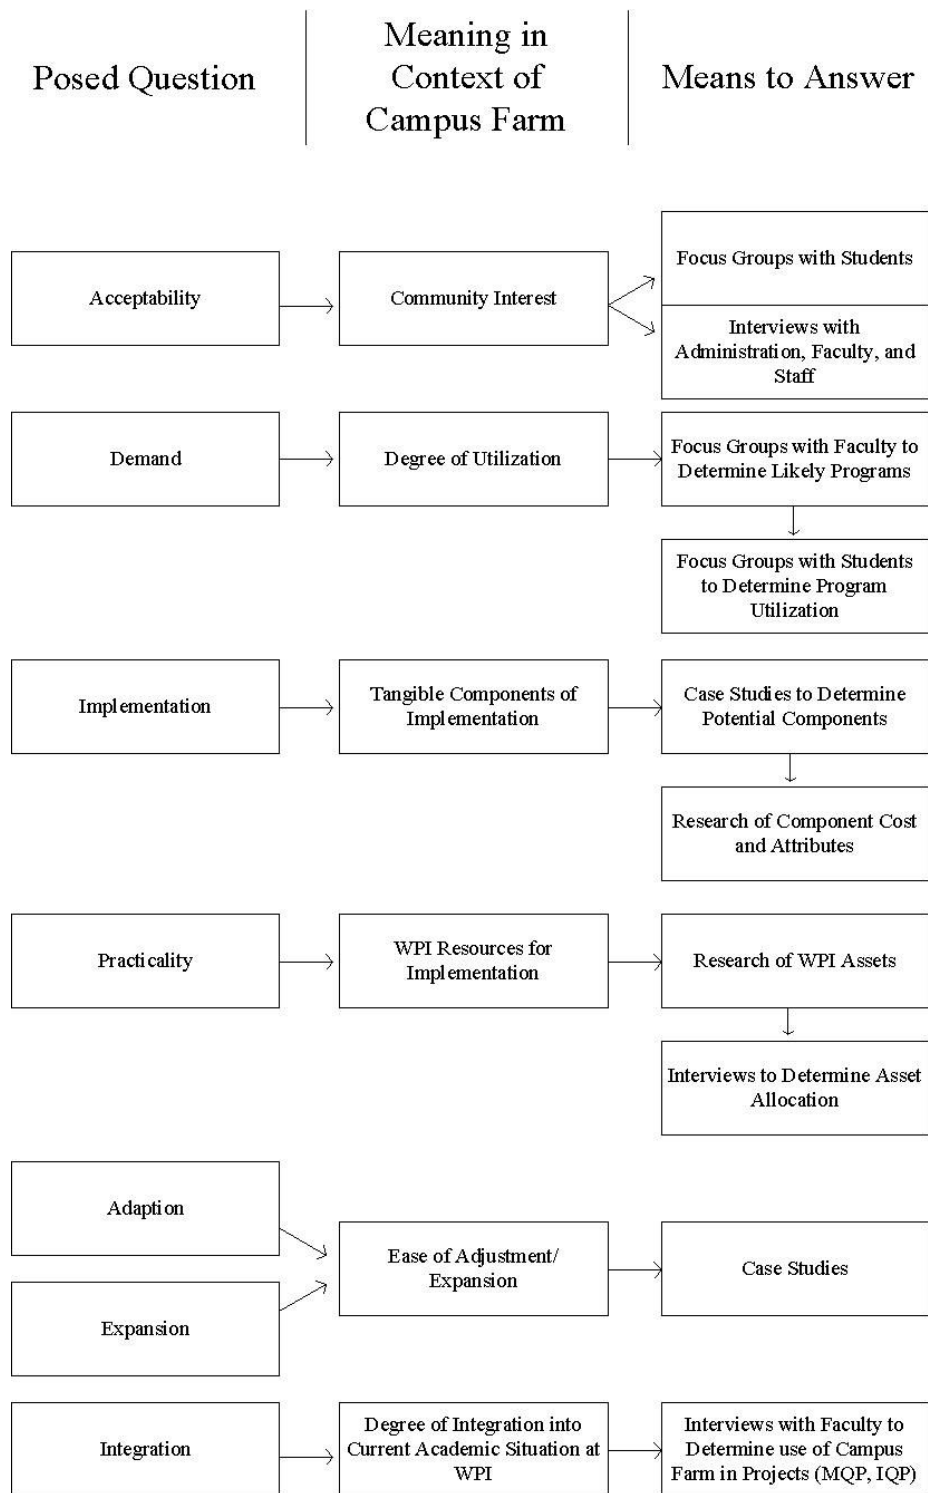 Posed Question
Meaning in
Context of
Campus Farm
Means to Answer
Acceptability
Community Interest
Focus Groups with Students
Interviews with
Administration, Faculty, and
Staff
Demand
Degree of Utilization
Focus Groups with Faculty to
Determine Likely Programs
Focus Groups with Students
to Determine Program
Utilization
Implementation
Tangible Components of
Implementation
Case Studies to Determine
Potential Components
Research of Component Cost
and Attributes
Practicality
WPI Resources for
Implementation
Research of WPI Assets
Interviews to Determine Asset
Allocation
Adaption
Expansion
Ease of Adjustment/
Expansion
Case Studies
Integration
Degree of Integration into
Current Academic Situation at
WPI
Interviews with Faculty to
Determine use of Campus
Farm in Projects (MQP, IQP)